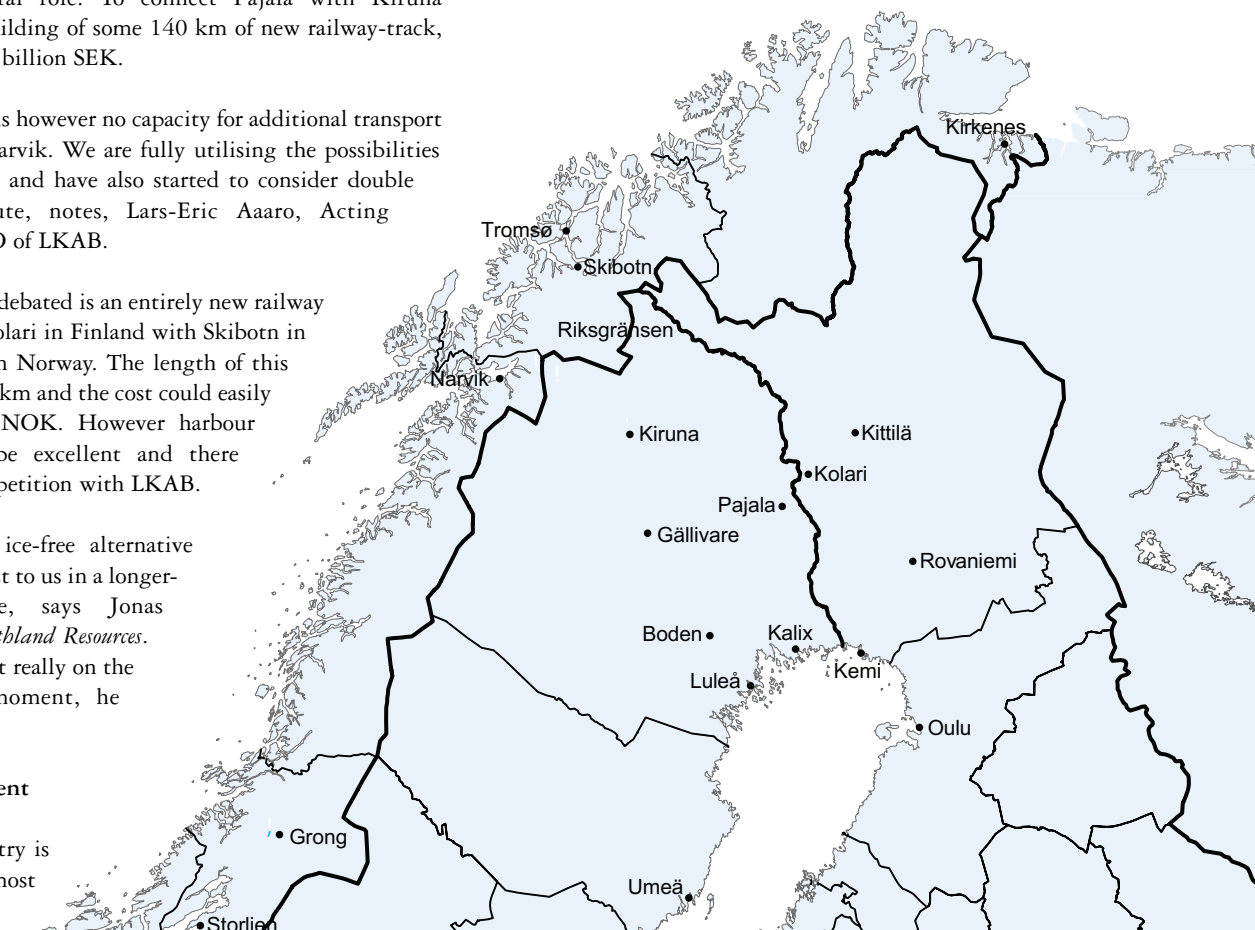 role. To connect Pajala with Kiruna
ilding of some 140 km of new railway-track,
billion SEK.
is however no capacity for additional transport
arvik. We are fully utilising the possibilities
and have also started to consider double
ute, notes, Lars-Eric Aaaro, Acting
O of LKAB.
debated is an entirely new railway
olari in Finland with Skibotn in
n Norway. The length of this
km and the cost could easily
NOK. However harbour
be excellent and there
petition with LKAB.
ice-free alternative
st to us in a longer-
e, says Jonas
thland Resources.
t really on the
moment, he
ent
try is
most
Kirkenes
Tromsø
Skibotn
Riksgränsen
Narvik
Kiruna
Kittilä
Kolari
Pajala
Gällivare
Rovaniemi
Boden
Kalix
Kemi
Luleå
Oulu
Grong
Umeä
Storlien